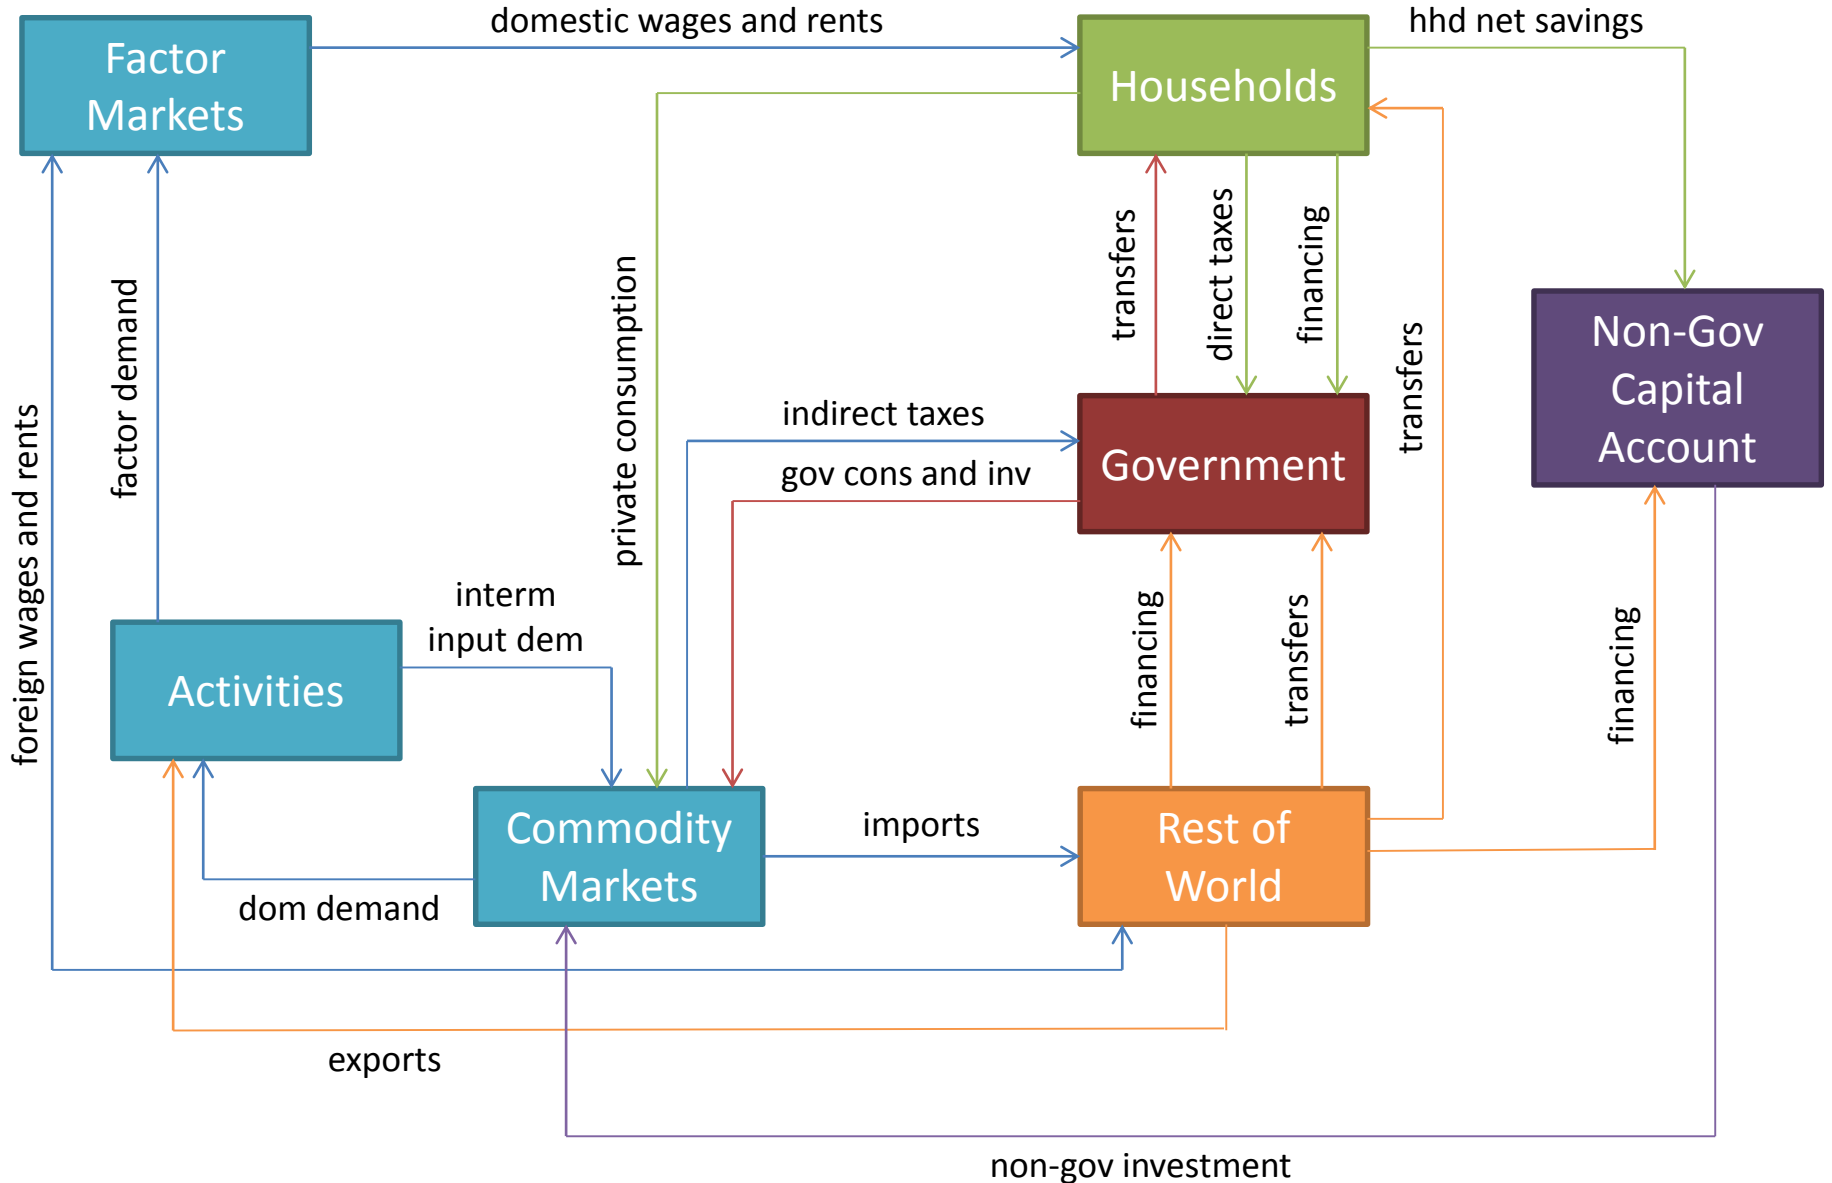 domestic wages and rents
hhd net savings
Factor
Markets
Households
transfers
direct taxes
financing
private consumption
factor demand
foreign wages and rents
transfers
Non-Gov
Capital
Account
indirect taxes
gov cons and inv
Government
interm
input dem
Activities
financing
transfers
financing
Commodity
Markets
imports
Rest of
World
dom demand
exports
non-gov investment